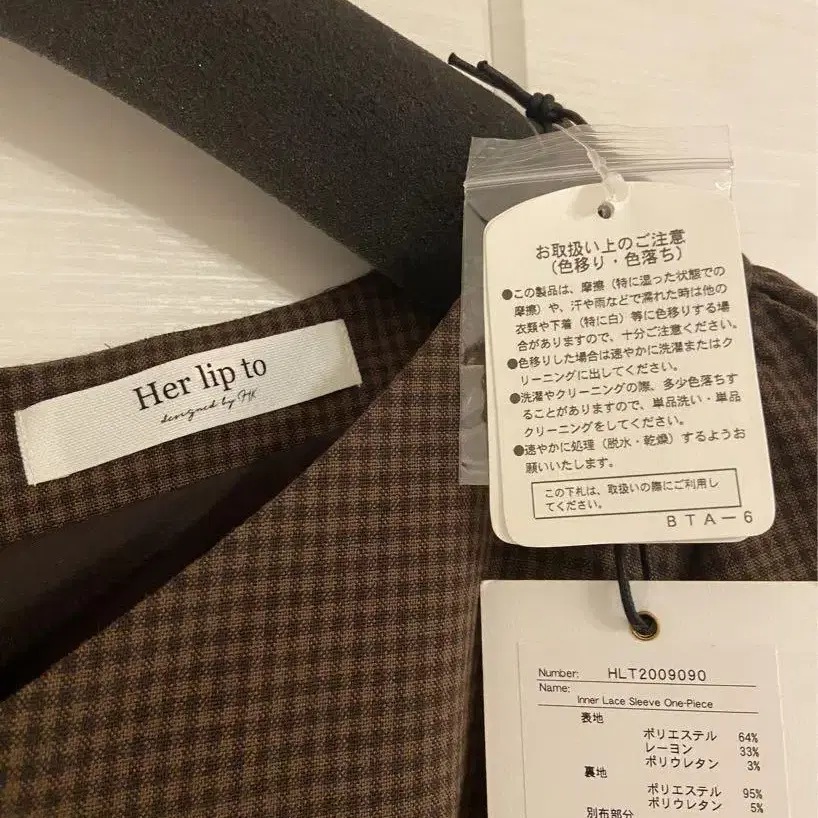 Her lip to
designed by HK
お取扱い上のご注意
(色移り・色落ち)
●この製品は、摩擦(特に湿った状態での
摩擦)や、汗や雨などで濡れた時は他の
衣類や下着(特に白)等に色移りする場
合がありますので、十分ご注意ください。
●色移りした場合は速やかに洗濯またはク
リーニングに出してください。
●洗濯やクリーニングの際、多少色落ちす
ることがありますので、単品洗い・単品
クリーニングをしてください。
●速やかに処理(脱水・乾燥)するようお
願いいたします。
この下札は、取扱いの際にご利用し
てください。
BTA-6
Number: HLT2009090
Name:
Inner Lace Sleeve One-Piece
表地
ポリエステル 64%
レーヨン 33%
ポリウレタン 3%
裏地
ポリエステル 95%
ポリウレタン 5%
別布部分